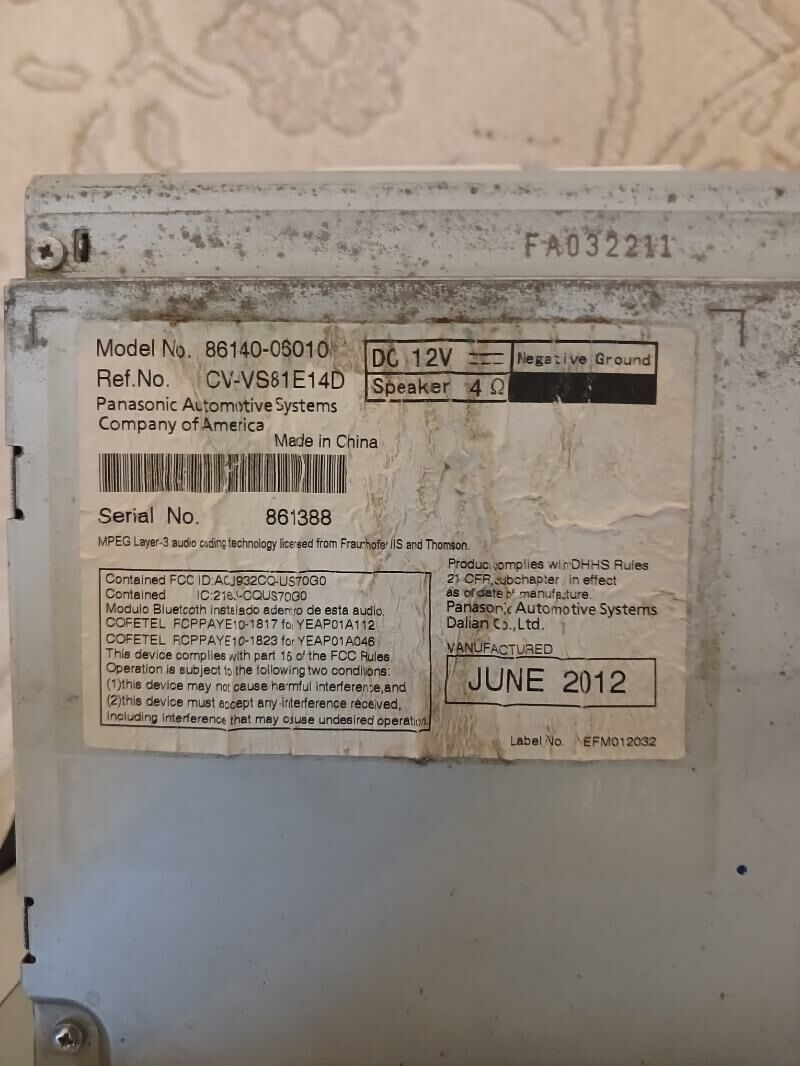 FA032211
Model No. 86140-06010
Ref.No. CV-VS81E14D
Panasonic Automotive Systems
Company of America
Made in China
DC 12V
Negative Ground
Speaker 4 Ω
Serial No. 861388
MPEG Layer-3 audio coding technology licensed from Fraunhofer IIS and Thomson.
Contained FCC ID:ACJ932CQ-US70G0
Contained IC:216J-CQUS70G0
Modulo Bluetooth instalado adentro de esta audio.
COFETEL RCPPAYE10-1817 for YEAP01A112
COFETEL RCPPAYE10-1823 for YEAP01A046
This device complies with part 15 of the FCC Rules.
Operation is subject to the following two conditions:
(1)this device may not cause harmful interference,and
(2)this device must accept any interference received,
including interference that may cause undesired operation.
Product complies with DHHS Rules
21 CFR,subchapter in effect
as of date of manufacture.
Panasonic Automotive Systems
Dalian Co.,Ltd.
MANUFACTURED
JUNE 2012
Label No. YEFM012032